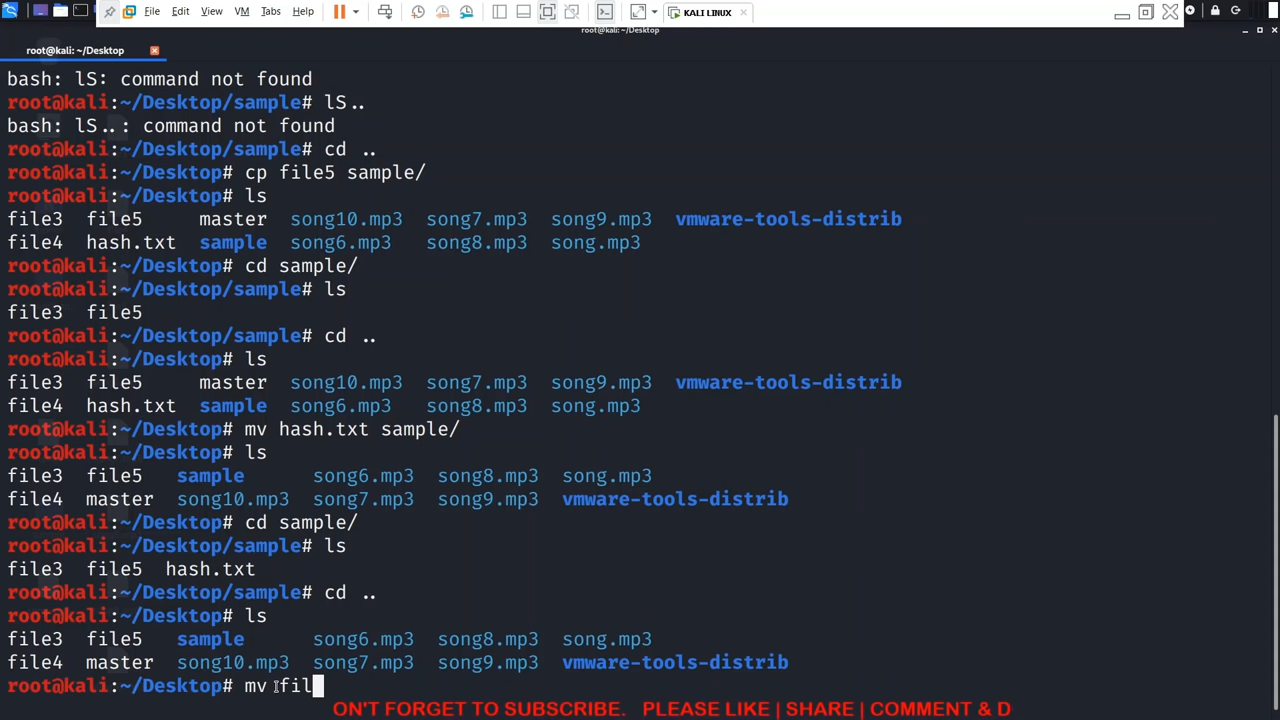 File Edit View VM Tabs Help KALI LINUX
root@kali: ~/Desktop
root@kali: ~/Desktop
bash: lS: command not found
root@kali:~/Desktop/sample# lS..
bash: lS..: command not found
root@kali:~/Desktop/sample# cd ..
root@kali:~/Desktop# cp file5 sample/
root@kali:~/Desktop# ls
file3 file5 master song10.mp3 song7.mp3 song9.mp3 vmware-tools-distrib
file4 hash.txt sample song6.mp3 song8.mp3 song.mp3
root@kali:~/Desktop# cd sample/
root@kali:~/Desktop/sample# ls
file3 file5
root@kali:~/Desktop/sample# cd ..
root@kali:~/Desktop# ls
file3 file5 master song10.mp3 song7.mp3 song9.mp3 vmware-tools-distrib
file4 hash.txt sample song6.mp3 song8.mp3 song.mp3
root@kali:~/Desktop# mv hash.txt sample/
root@kali:~/Desktop# ls
file3 file5 sample song6.mp3 song8.mp3 song.mp3
file4 master song10.mp3 song7.mp3 song9.mp3 vmware-tools-distrib
root@kali:~/Desktop# cd sample/
root@kali:~/Desktop/sample# ls
file3 file5 hash.txt
root@kali:~/Desktop/sample# cd ..
root@kali:~/Desktop# ls
file3 file5 sample song6.mp3 song8.mp3 song.mp3
file4 master song10.mp3 song7.mp3 song9.mp3 vmware-tools-distrib
root@kali:~/Desktop# mv fil
ON'T FORGET TO SUBSCRIBE. PLEASE LIKE | SHARE | COMMENT & D